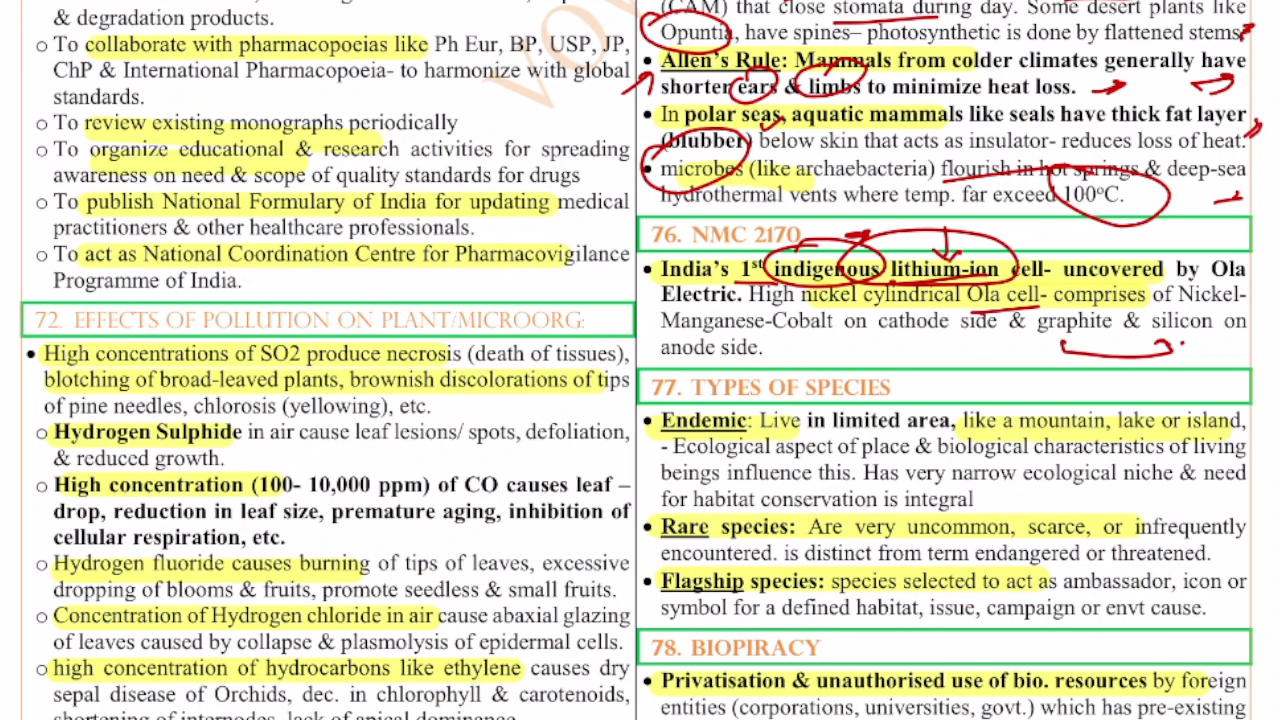 & degradation products.
o To collaborate with pharmacopoeias like Ph Eur, BP, USP, JP,
ChP & International Pharmacopoeia- to harmonize with global
standards.
o To review existing monographs periodically
o To organize educational & research activities for spreading
awareness on need & scope of quality standards for drugs
o To publish National Formulary of India for updating medical
practitioners & other healthcare professionals.
o To act as National Coordination Centre for Pharmacovigilance
Programme of India.
72. EFFECTS OF POLLUTION ON PLANT/MICROORG:
• High concentrations of SO2 produce necrosis (death of tissues),
blotching of broad-leaved plants, brownish discolorations of tips
of pine needles, chlorosis (yellowing), etc.
o Hydrogen Sulphide in air cause leaf lesions/ spots, defoliation,
& reduced growth.
o High concentration (100- 10,000 ppm) of CO causes leaf –
drop, reduction in leaf size, premature aging, inhibition of
cellular respiration, etc.
o Hydrogen fluoride causes burning of tips of leaves, excessive
dropping of blooms & fruits, promote seedless & small fruits.
o Concentration of Hydrogen chloride in air cause abaxial glazing
of leaves caused by collapse & plasmolysis of epidermal cells.
o high concentration of hydrocarbons like ethylene causes dry
sepal disease of Orchids, dec. in chlorophyll & carotenoids,
shortening of internodes, lack of apical dominance
(CAM) that close stomata during day. Some desert plants like
Opuntia, have spines– photosynthetic is done by flattened stems.
• Allen's Rule: Mammals from colder climates generally have
shorter ears & limbs to minimize heat loss.
• In polar seas, aquatic mammals like seals have thick fat layer
(blubber) below skin that acts as insulator- reduces loss of heat.
• microbes (like archaebacteria) flourish in hot springs & deep-sea
hydrothermal vents where temp. far exceed 100°C.
76. NMC 2170
• India's 1st indigenous lithium-ion cell- uncovered by Ola
Electric. High nickel cylindrical Ola cell- comprises of Nickel-
Manganese-Cobalt on cathode side & graphite & silicon on
anode side.
77. TYPES OF SPECIES
• Endemic: Live in limited area, like a mountain, lake or island,
- Ecological aspect of place & biological characteristics of living
beings influence this. Has very narrow ecological niche & need
for habitat conservation is integral
• Rare species: Are very uncommon, scarce, or infrequently
encountered. is distinct from term endangered or threatened.
• Flagship species: species selected to act as ambassador, icon or
symbol for a defined habitat, issue, campaign or envt cause.
78. BIOPIRACY
• Privatisation & unauthorised use of bio. resources by foreign
entities (corporations, universities, govt.) which has pre-existing